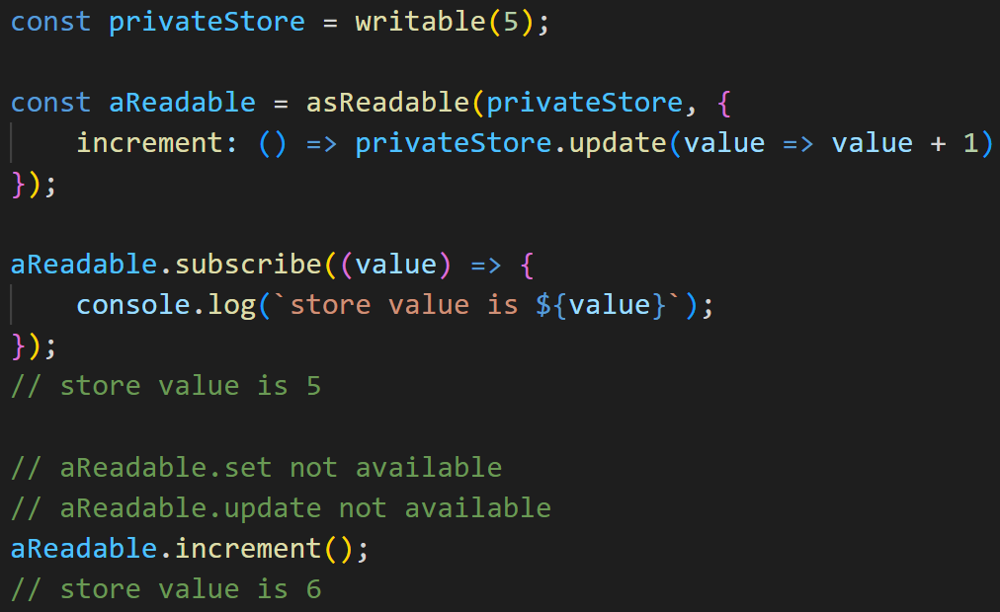 const privateStore = writable(5);
const aReadable = asReadable(privateStore, {
    increment: () => privateStore.update(value => value + 1)
});
aReadable.subscribe((value) => {
    console.log(`store value is ${value}`);
});
// store value is 5
// aReadable.set not available
// aReadable.update not available
aReadable.increment();
// store value is 6